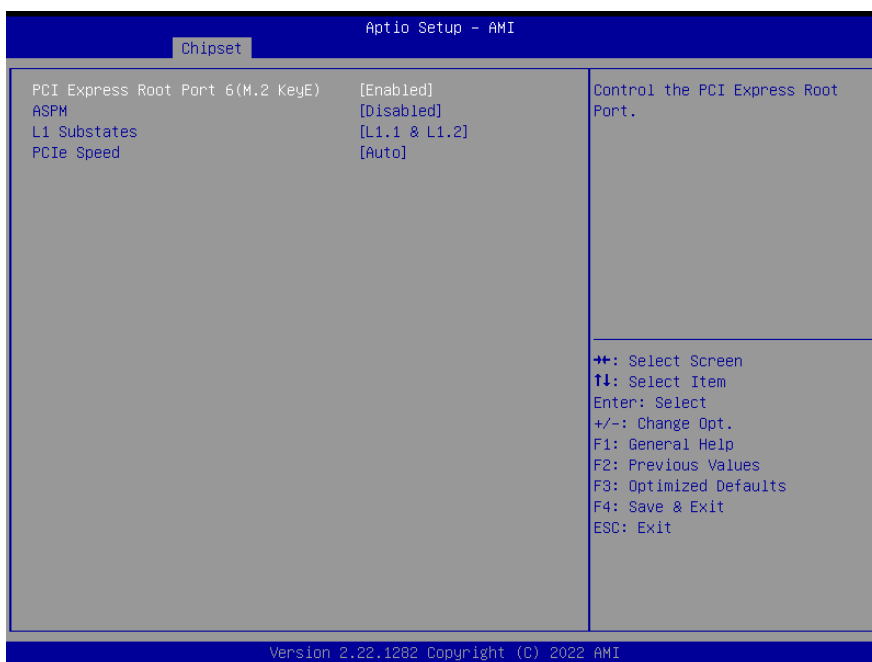 Aptio Setup - AMI
Chipset
PCI Express Root Port 6(M.2 KeyE) [Enabled]
ASPM [Disabled]
L1 Substates [L1.1 & L1.2]
PCIe Speed [Auto]
Control the PCI Express Root
Port.
→←: Select Screen
↑↓: Select Item
Enter: Select
+/-: Change Opt.
F1: General Help
F2: Previous Values
F3: Optimized Defaults
F4: Save & Exit
ESC: Exit
Version 2.22.1282 Copyright (C) 2022 AMI